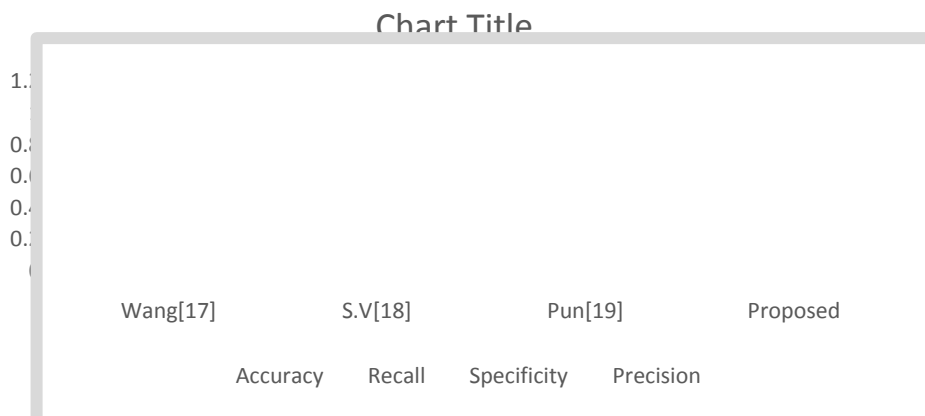 Chart Title
Wang[17] S.V[18] Pun[19] Proposed
Accuracy Recall Specificity Precision